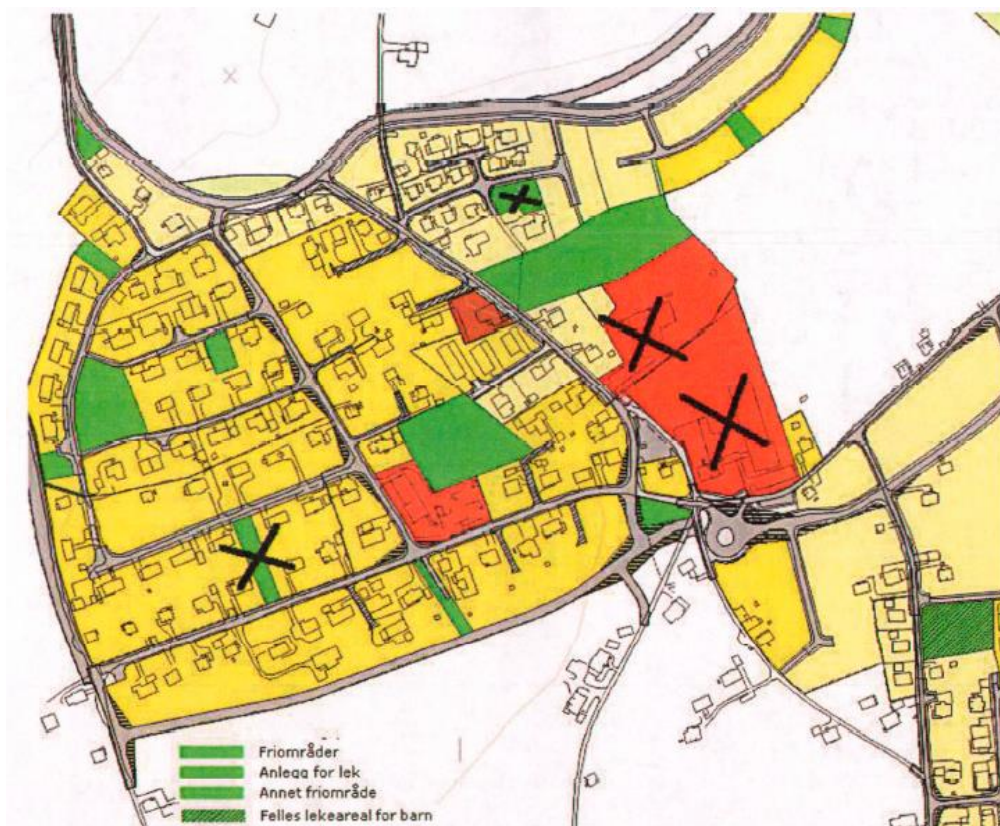 Friområder
Anlegg for lek
Annet friområde
Felles lekeareal for barn